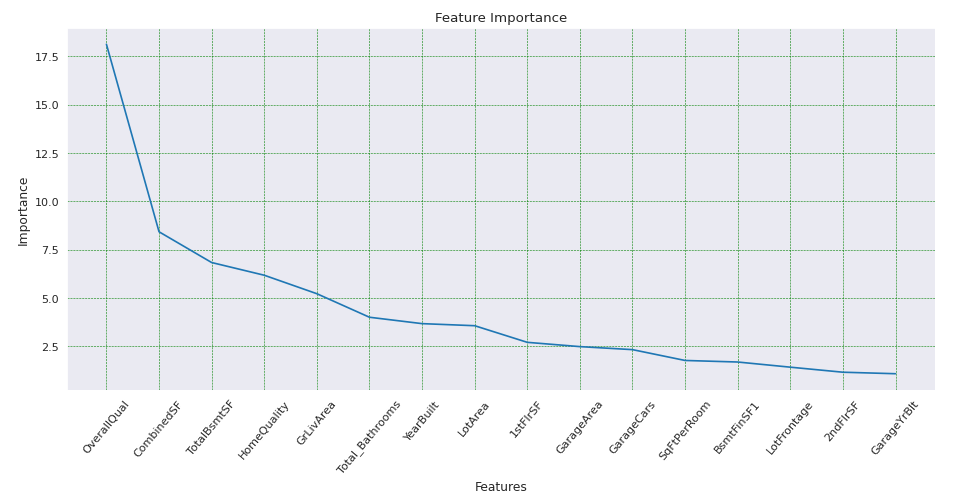 Feature Importance
17.5
15.0
12.5
10.0
7.5
5.0
2.5
Importance
OverallQual
CombinedSF
TotalBsmtSF
HomeQuality
GrLivArea
Total_Bathrooms
YearBuilt
LotArea
1stFlrSF
GarageArea
GarageCars
SqFtPerRoom
BsmtFinSF1
LotFrontage
2ndFlrSF
GarageYrBlt
Features